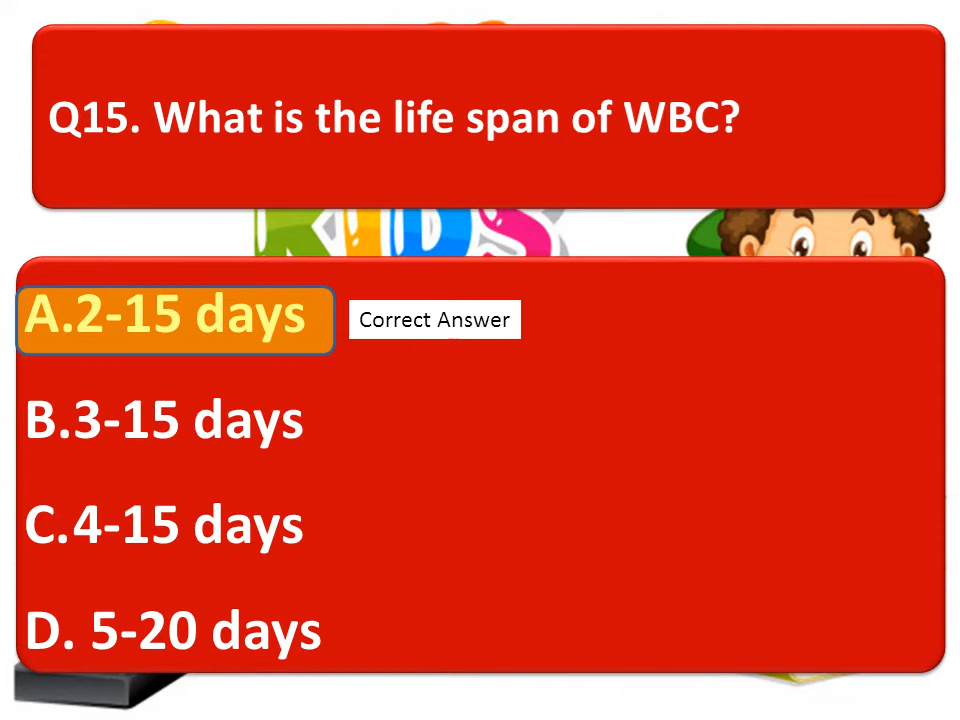 Q15. What is the life span of WBC?
KIDS
A.2-15 days
Correct Answer
B.3-15 days
C.4-15 days
D. 5-20 days